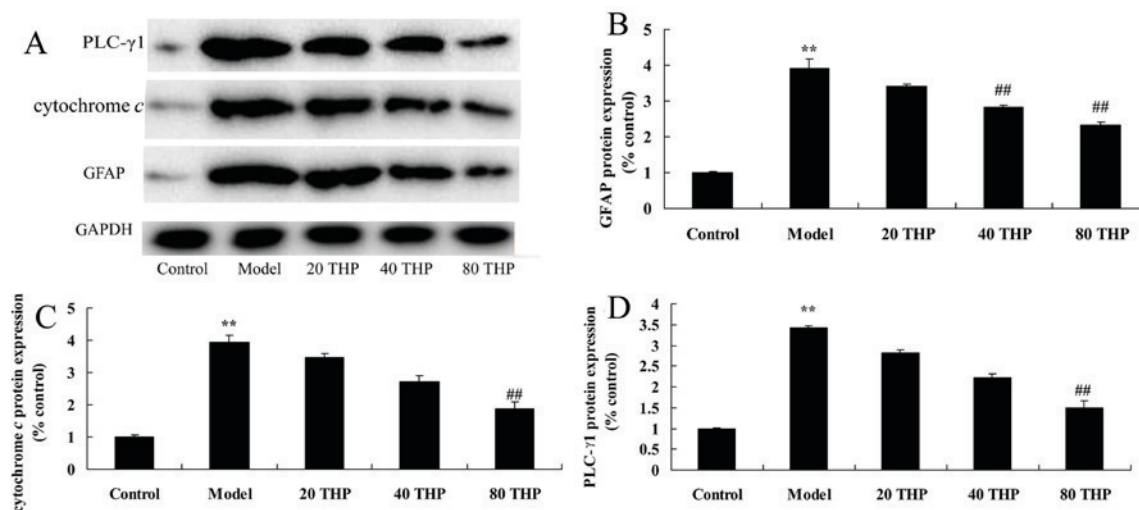 A
PLC-γ1
cytochrome c
GFAP
GAPDH
Control Model 20 THP 40 THP 80 THP
B
GFAP protein expression
(% control)
5
4
3
2
1
0
**
##
##
Control Model 20 THP 40 THP 80 THP
C
cytochrome c protein expression
(% control)
5
4
3
2
1
0
**
##
Control Model 20 THP 40 THP 80 THP
D
PLC-γ1 protein expression
(% control)
4
3.5
3
2.5
2
1.5
1
0.5
0
**
##
Control Model 20 THP 40 THP 80 THP